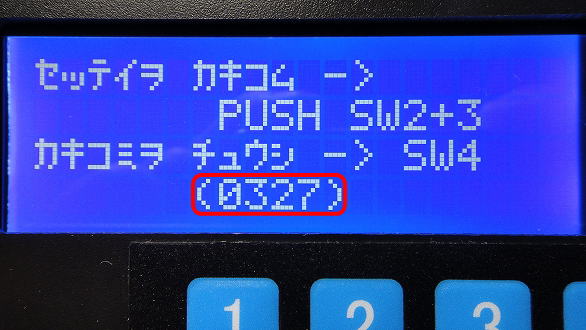 セッテイヲ カキコム ->
PUSH SW2+3
カキコミヲ チュウシ -> SW4
(0327)
1 2 3